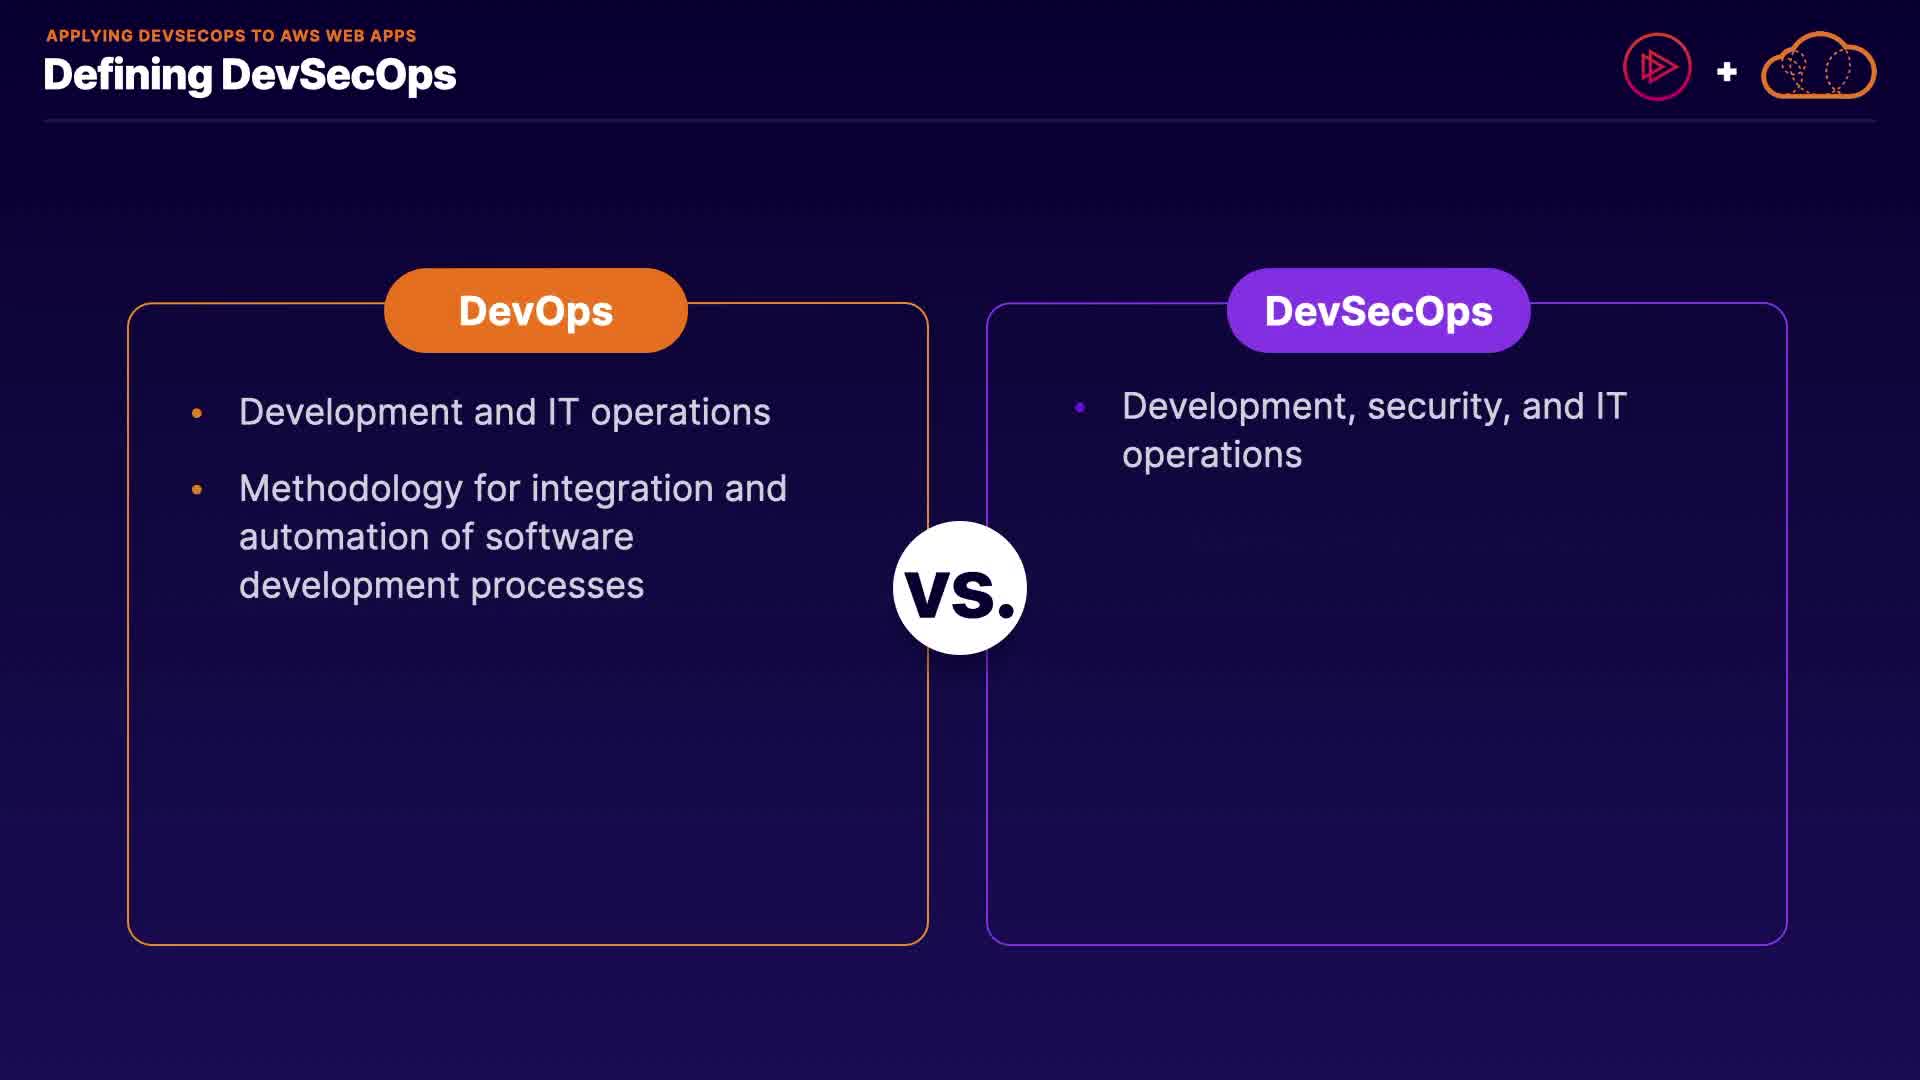 APPLYING DEVSECOPS TO AWS WEB APPS
Defining DevSecOps
+
DevOps
• Development and IT operations
• Methodology for integration and
automation of software
development processes
vs.
DevSecOps
• Development, security, and IT
operations